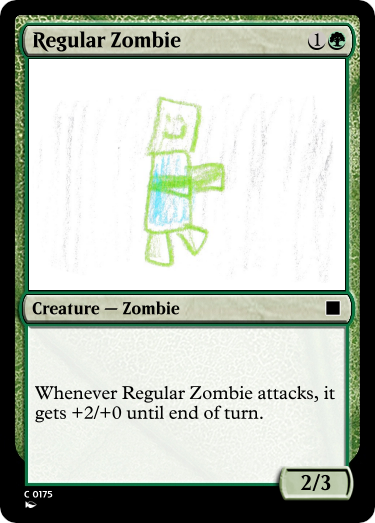 Regular Zombie 1
Creature — Zombie
Whenever Regular Zombie attacks, it
gets +2/+0 until end of turn.
2/3
C 0175